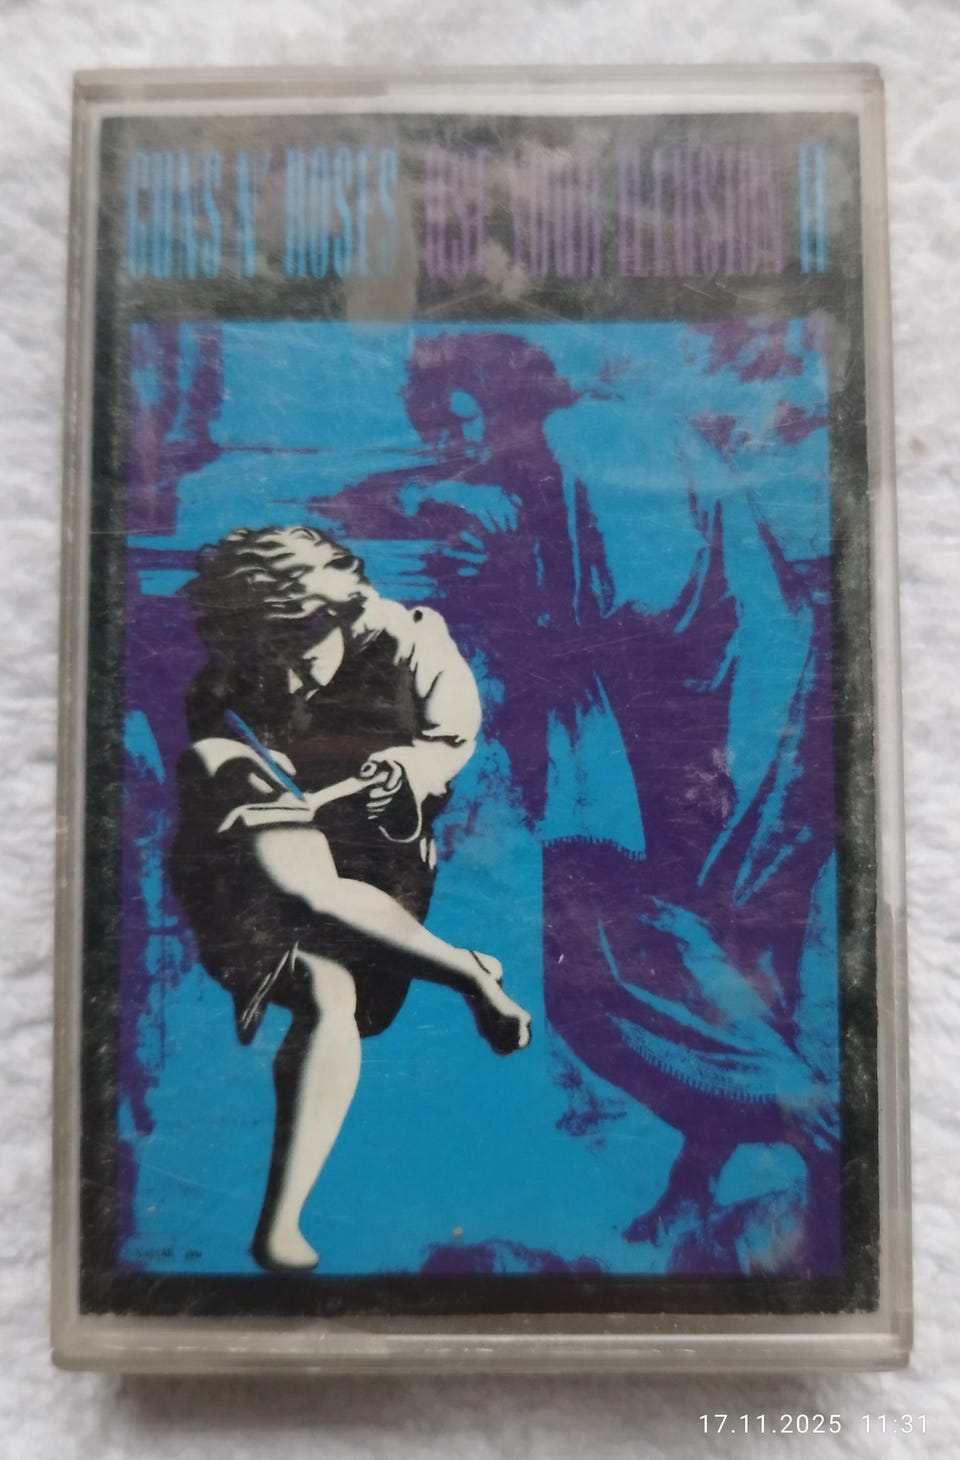 GUNS N' ROSES USE YOUR ILLUSION II
17.11.2025 11:31